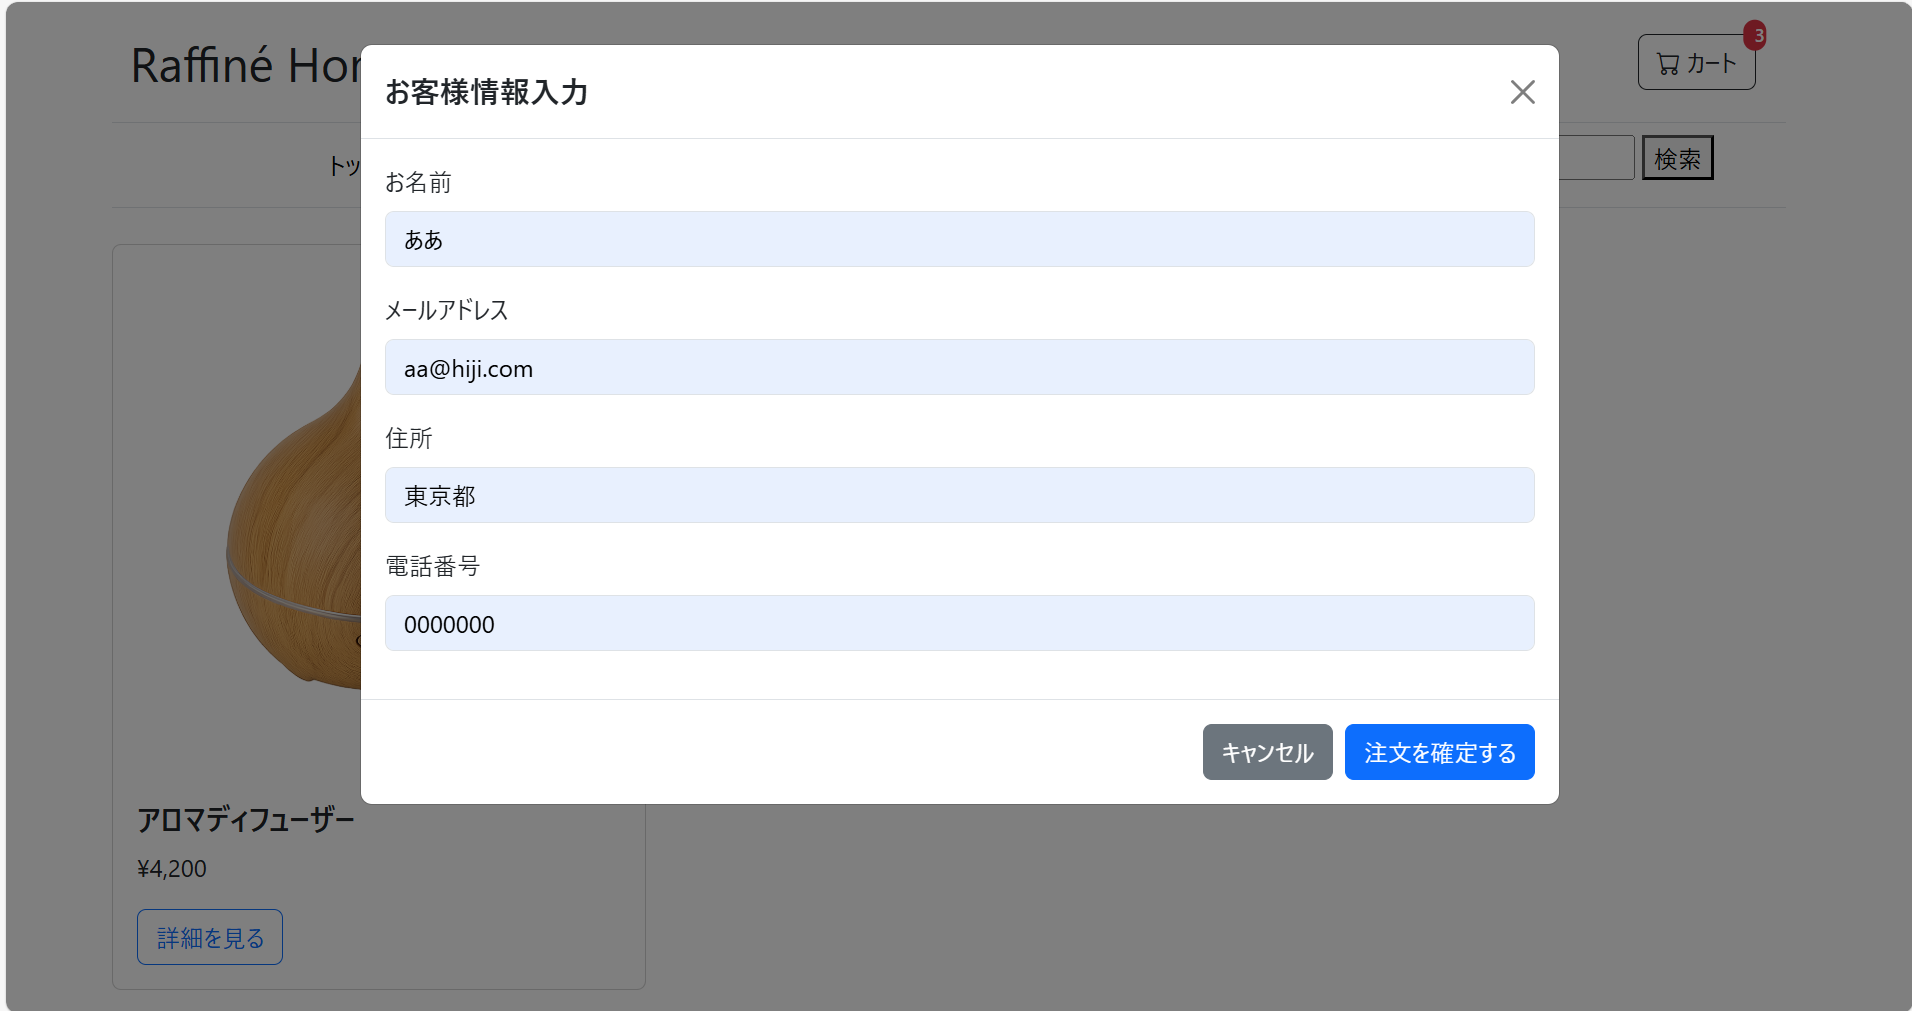 Raffiné Hor
3
カート
トッ
検索
お客様情報入力
お名前
ああ
メールアドレス
aa@hiji.com
住所
東京都
電話番号
0000000
キャンセル
注文を確定する
アロマディフューザー
¥4,200
詳細を見る